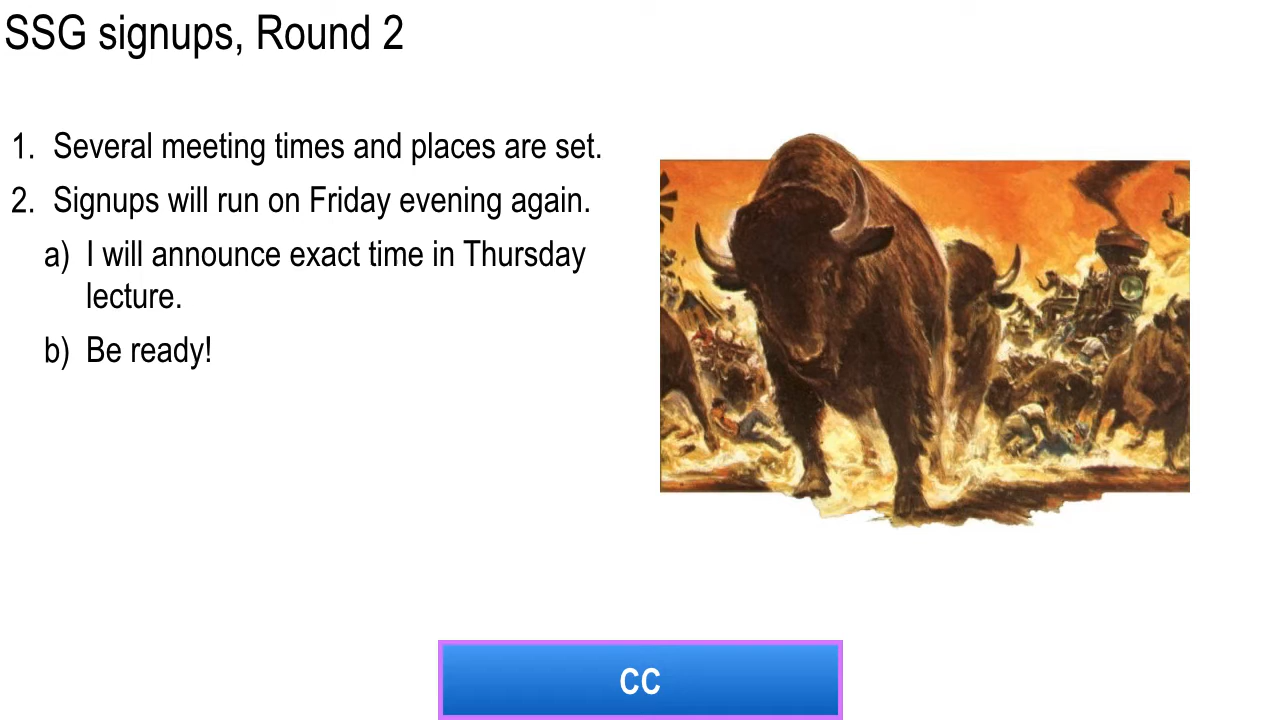 SSG signups, Round 2
1. Several meeting times and places are set.
2. Signups will run on Friday evening again.
a) I will announce exact time in Thursday
lecture.
b) Be ready!
CC